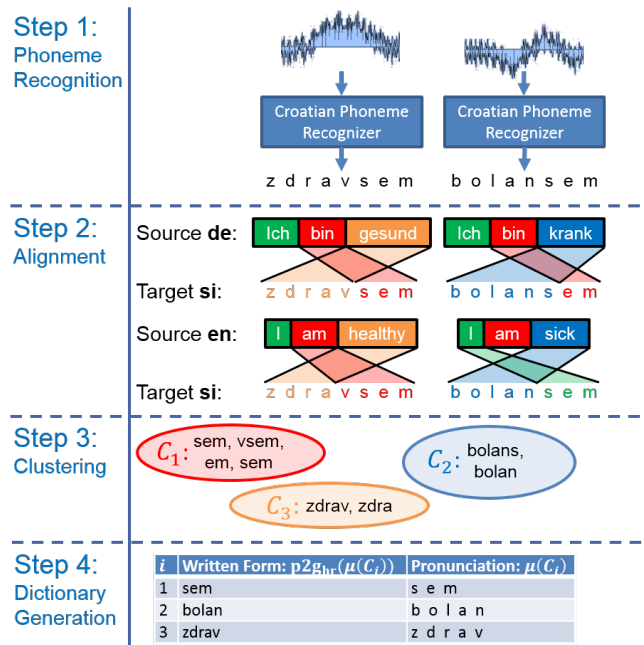 Step 1:
Phoneme
Recognition
Croatian Phoneme
Recognizer
Croatian Phoneme
Recognizer
z d r a v s e m
b o l a n s e m
Step 2:
Alignment
Source de: Ich bin gesund Ich bin krank
Target si: z d r a v s e m b o l a n s e m
Source en: I am healthy I am sick
Target si: z d r a v s e m b o l a n s e m
Step 3:
Clustering
C₁: sem, vsem,
em, sem
C₂: bolans,
bolan
C₃: zdrav, zdra
Step 4:
Dictionary
Generation
i Written Form: p2g_hr(μ(C_i)) Pronunciation: μ(C_i)
1 sem s e m
2 bolan b o l a n
3 zdrav z d r a v